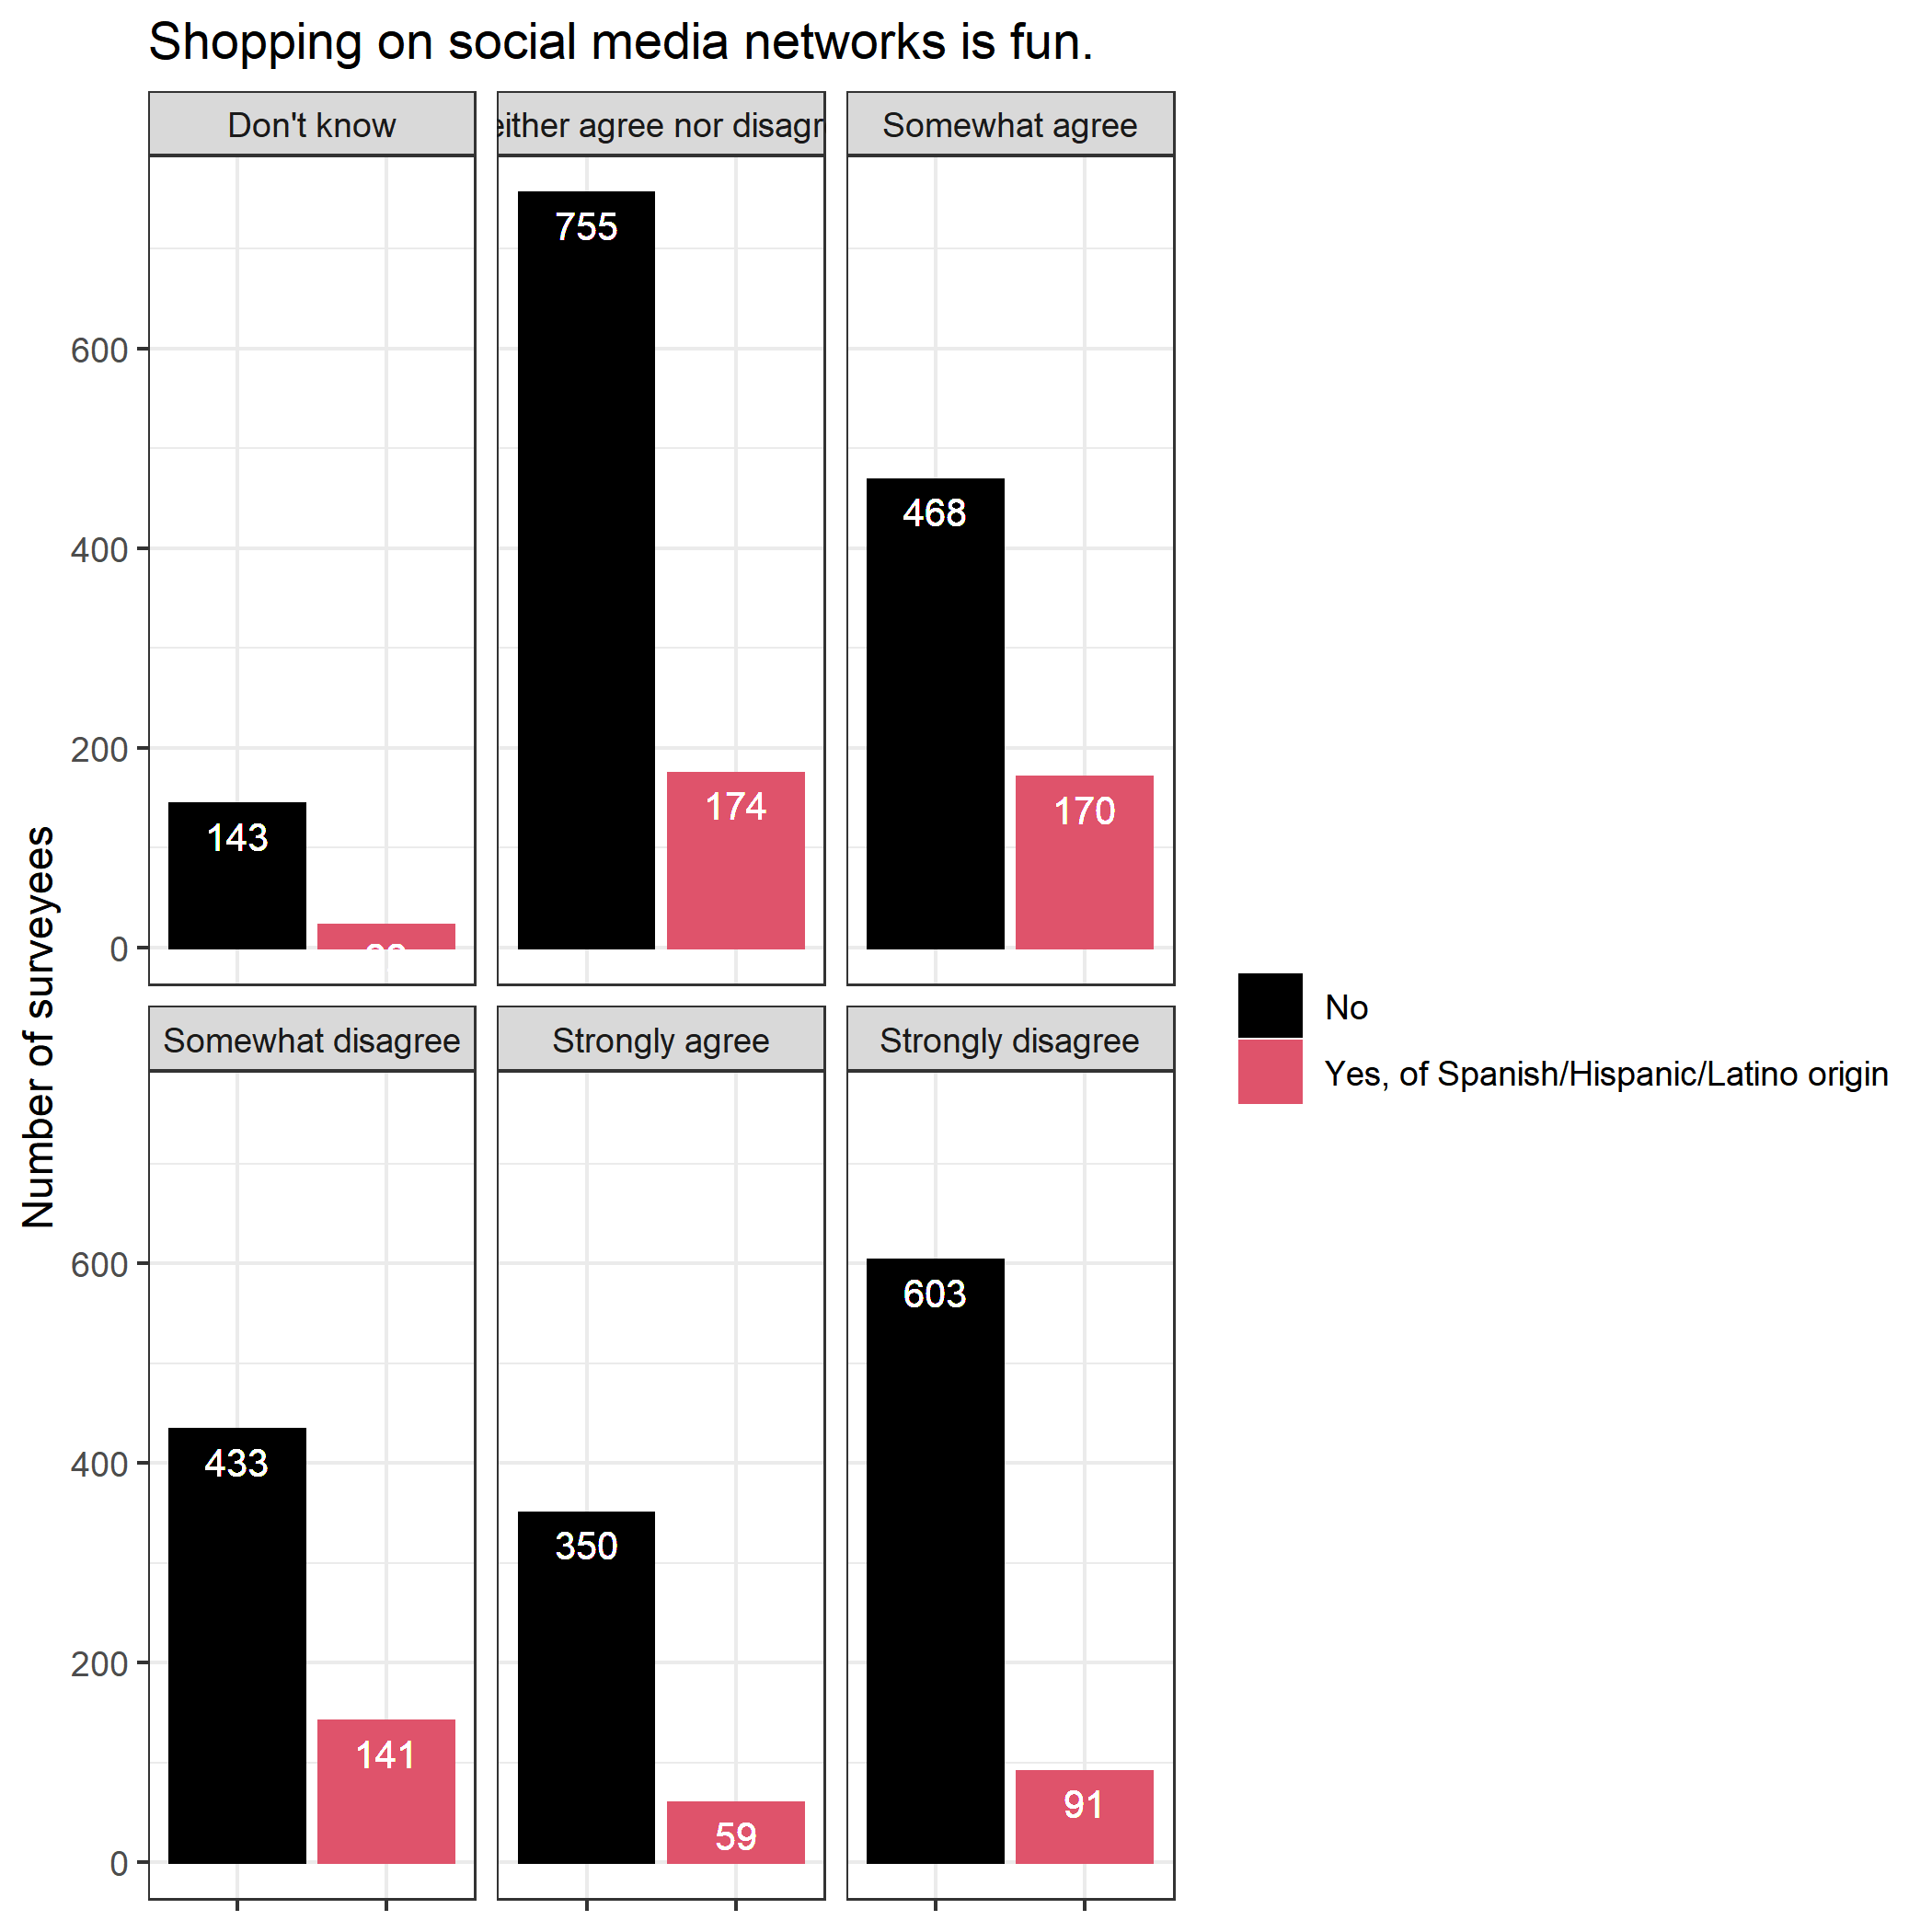 Shopping on social media networks is fun.
Don't know
either agree nor disagr
Somewhat agree
755
600
468
400
200
174
170
143
0
Number of surveyees
No
Yes, of Spanish/Hispanic/Latino origin
Somewhat disagree
Strongly agree
Strongly disagree
600
603
400
433
350
200
141
91
59
0